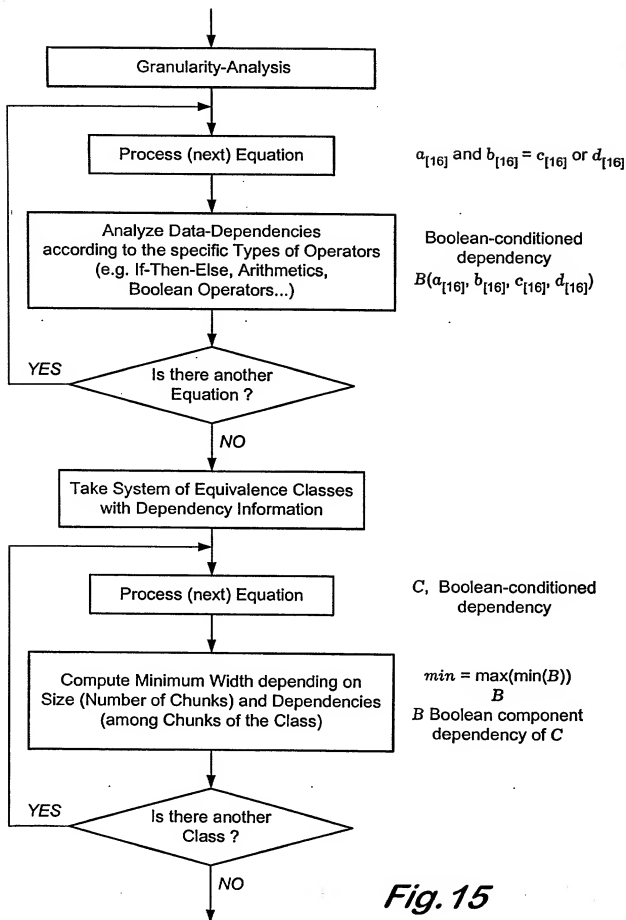 Granularity-Analysis
Process (next) Equation
a[16] and b[16] = c[16] or d[16]
Analyze Data-Dependencies
according to the specific Types of Operators
(e.g. If-Then-Else, Arithmetics,
Boolean Operators...)
Boolean-conditioned
dependency
B(a[16], b[16], c[16], d[16])
YES
Is there another
Equation ?
NO
Take System of Equivalence Classes
with Dependency Information
Process (next) Equation
C, Boolean-conditioned
dependency
Compute Minimum Width depending on
Size (Number of Chunks) and Dependencies
(among Chunks of the Class)
min = max(min(B))
B
B Boolean component
dependency of C
YES
Is there another
Class ?
NO
Fig. 15